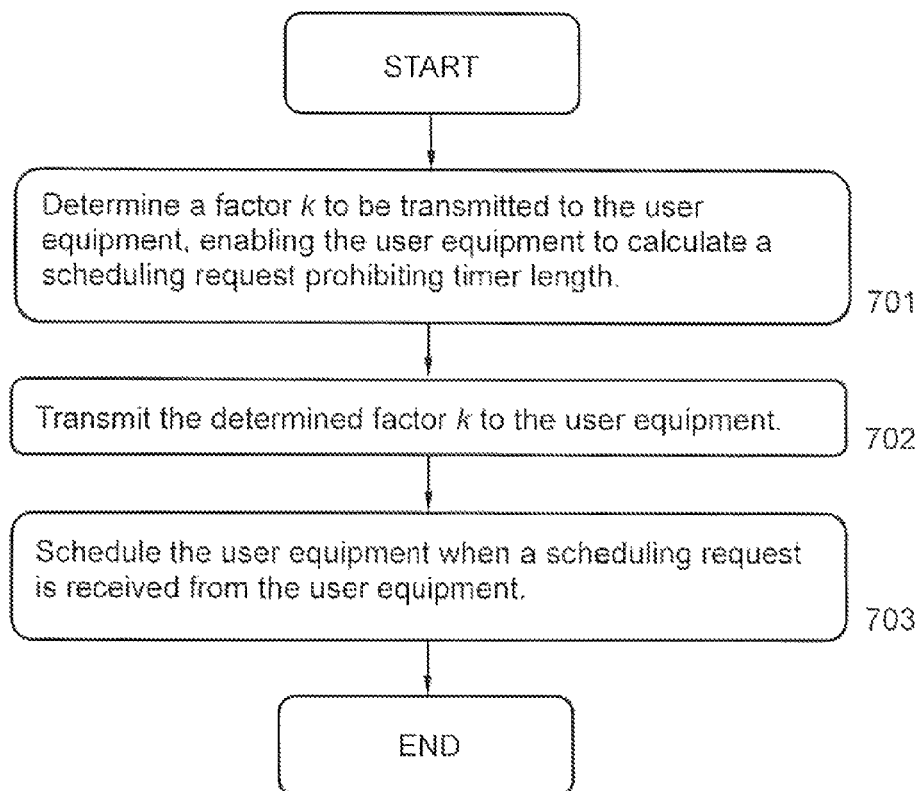 START
Determine a factor k to be transmitted to the user
equipment, enabling the user equipment to calculate a
scheduling request prohibiting timer length.
701
Transmit the determined factor k to the user equipment.
702
Schedule the user equipment when a scheduling request
is received from the user equipment.
703
END